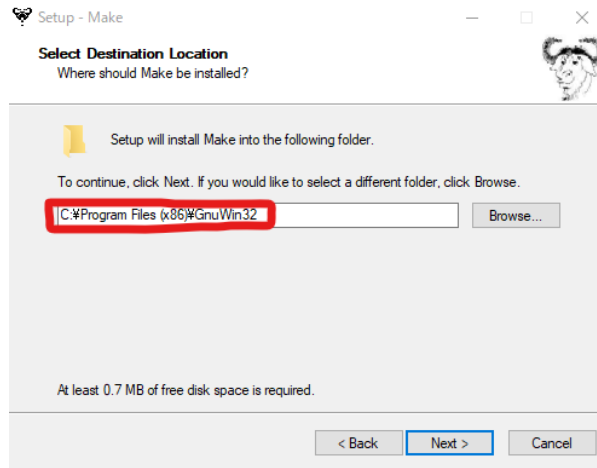 Setup - Make
Select Destination Location
Where should Make be installed?
Setup will install Make into the following folder.
To continue, click Next. If you would like to select a different folder, click Browse.
C:¥Program Files (x86)¥GnuWin32
Browse...
At least 0.7 MB of free disk space is required.
< Back
Next >
Cancel